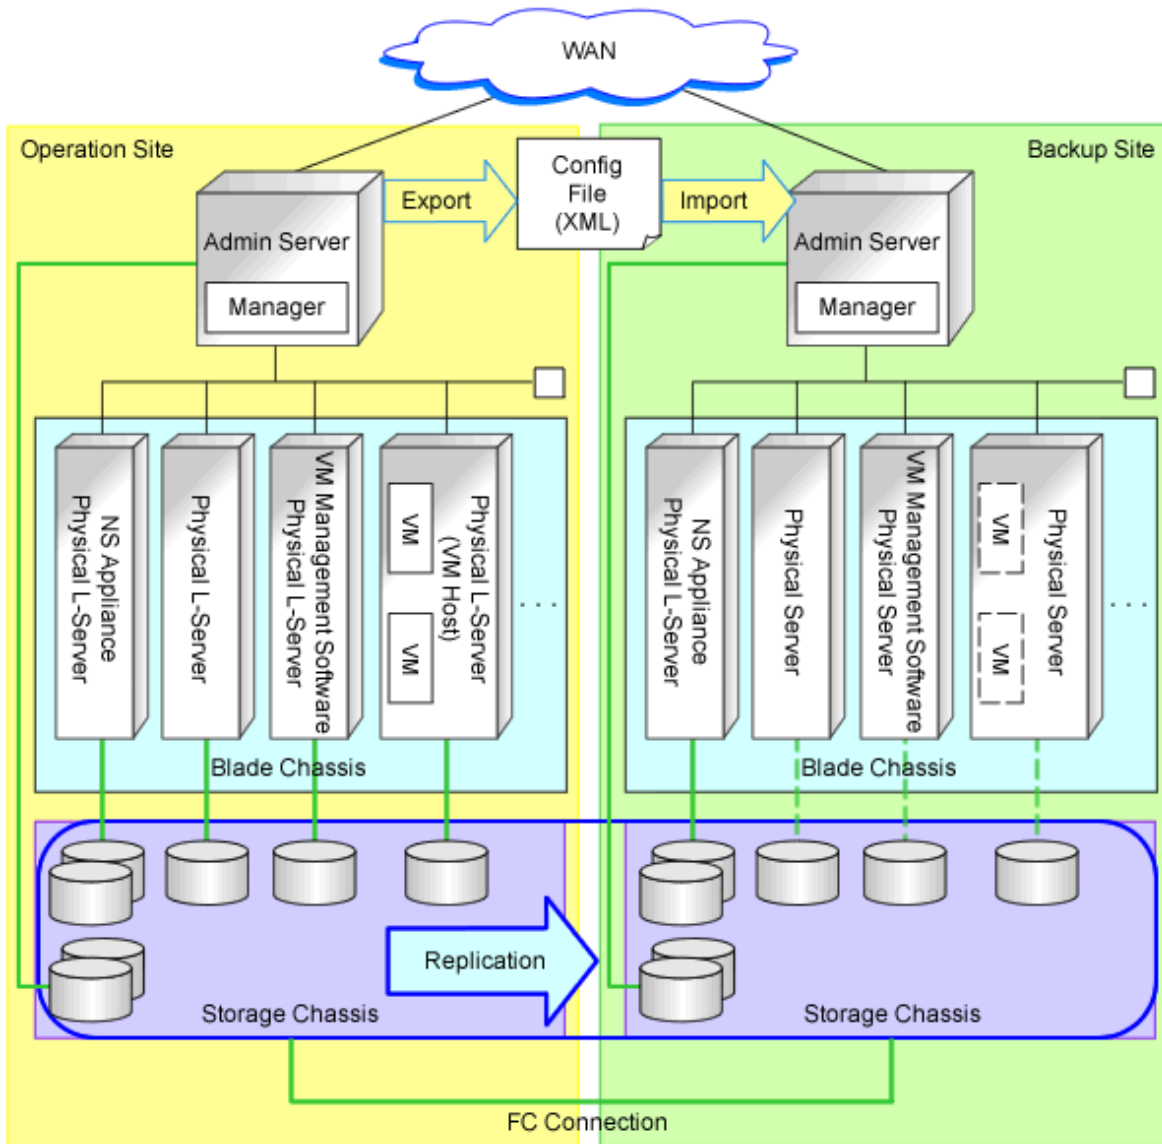 WAN
Operation Site
Backup Site
Export
Config
File
(XML)
Import
Admin Server
Manager
Admin Server
Manager
NS Appliance
Physical L-Server
Physical L-Server
VM Management Software
Physical L-Server
VM
VM
Physical L-Server
(VM Host)
. . .
Blade Chassis
NS Appliance
Physical L-Server
Physical Server
VM Management Software
Physical Server
VM
VM
Physical Server
. . .
Blade Chassis
Replication
Storage Chassis
Storage Chassis
FC Connection